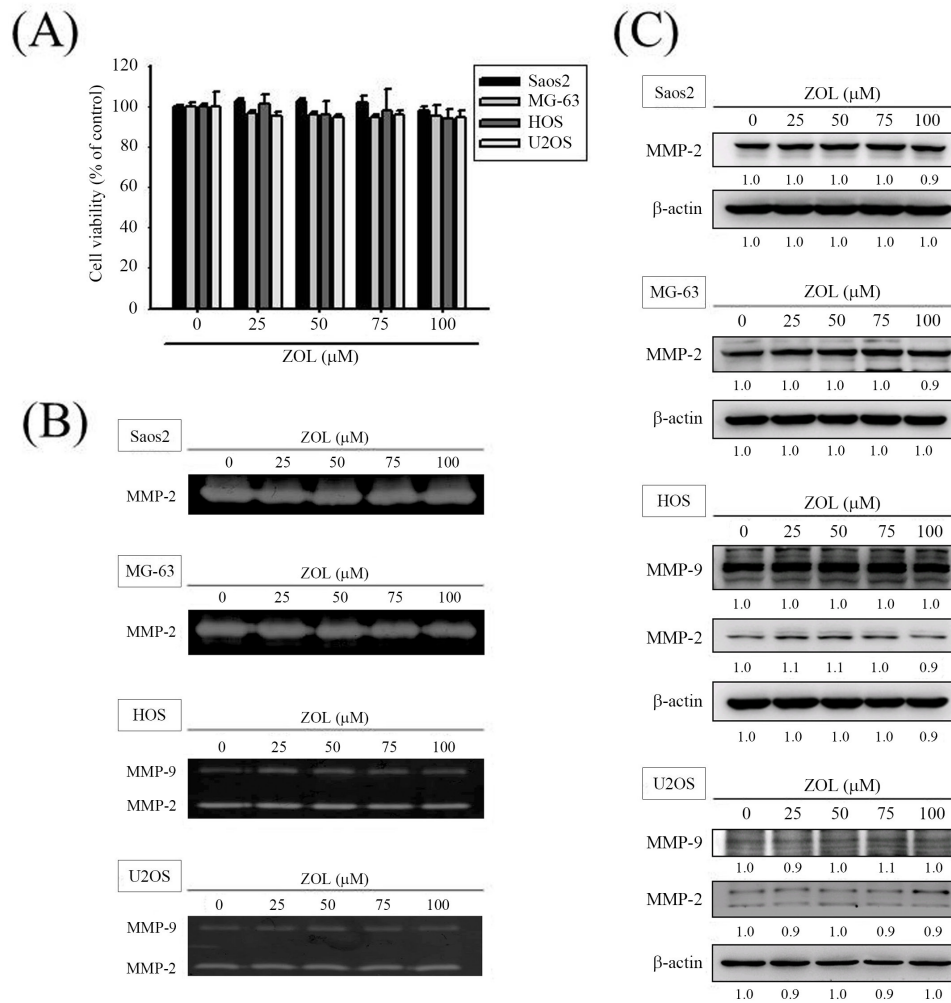 (A)
120
100
80
60
40
20
0
Cell viability (% of control)
Saos2
MG-63
HOS
U2OS
0 25 50 75 100
ZOL (μM)
(B)
Saos2
ZOL (μM)
0 25 50 75 100
MMP-2
MG-63
ZOL (μM)
0 25 50 75 100
MMP-2
HOS
ZOL (μM)
0 25 50 75 100
MMP-9
MMP-2
U2OS
ZOL (μM)
0 25 50 75 100
MMP-9
MMP-2
(C)
Saos2
ZOL (μM)
0 25 50 75 100
MMP-2
1.0 1.0 1.0 1.0 0.9
β-actin
1.0 1.0 1.0 1.0 1.0
MG-63
ZOL (μM)
0 25 50 75 100
MMP-2
1.0 1.0 1.0 1.0 0.9
β-actin
1.0 1.0 1.0 1.0 1.0
HOS
ZOL (μM)
0 25 50 75 100
MMP-9
1.0 1.0 1.0 1.0 1.0
MMP-2
1.0 1.1 1.1 1.0 0.9
β-actin
1.0 1.0 1.0 1.0 0.9
U2OS
ZOL (μM)
0 25 50 75 100
MMP-9
1.0 0.9 1.0 1.1 1.0
MMP-2
1.0 0.9 1.0 0.9 0.9
β-actin
1.0 0.9 1.0 0.9 1.0